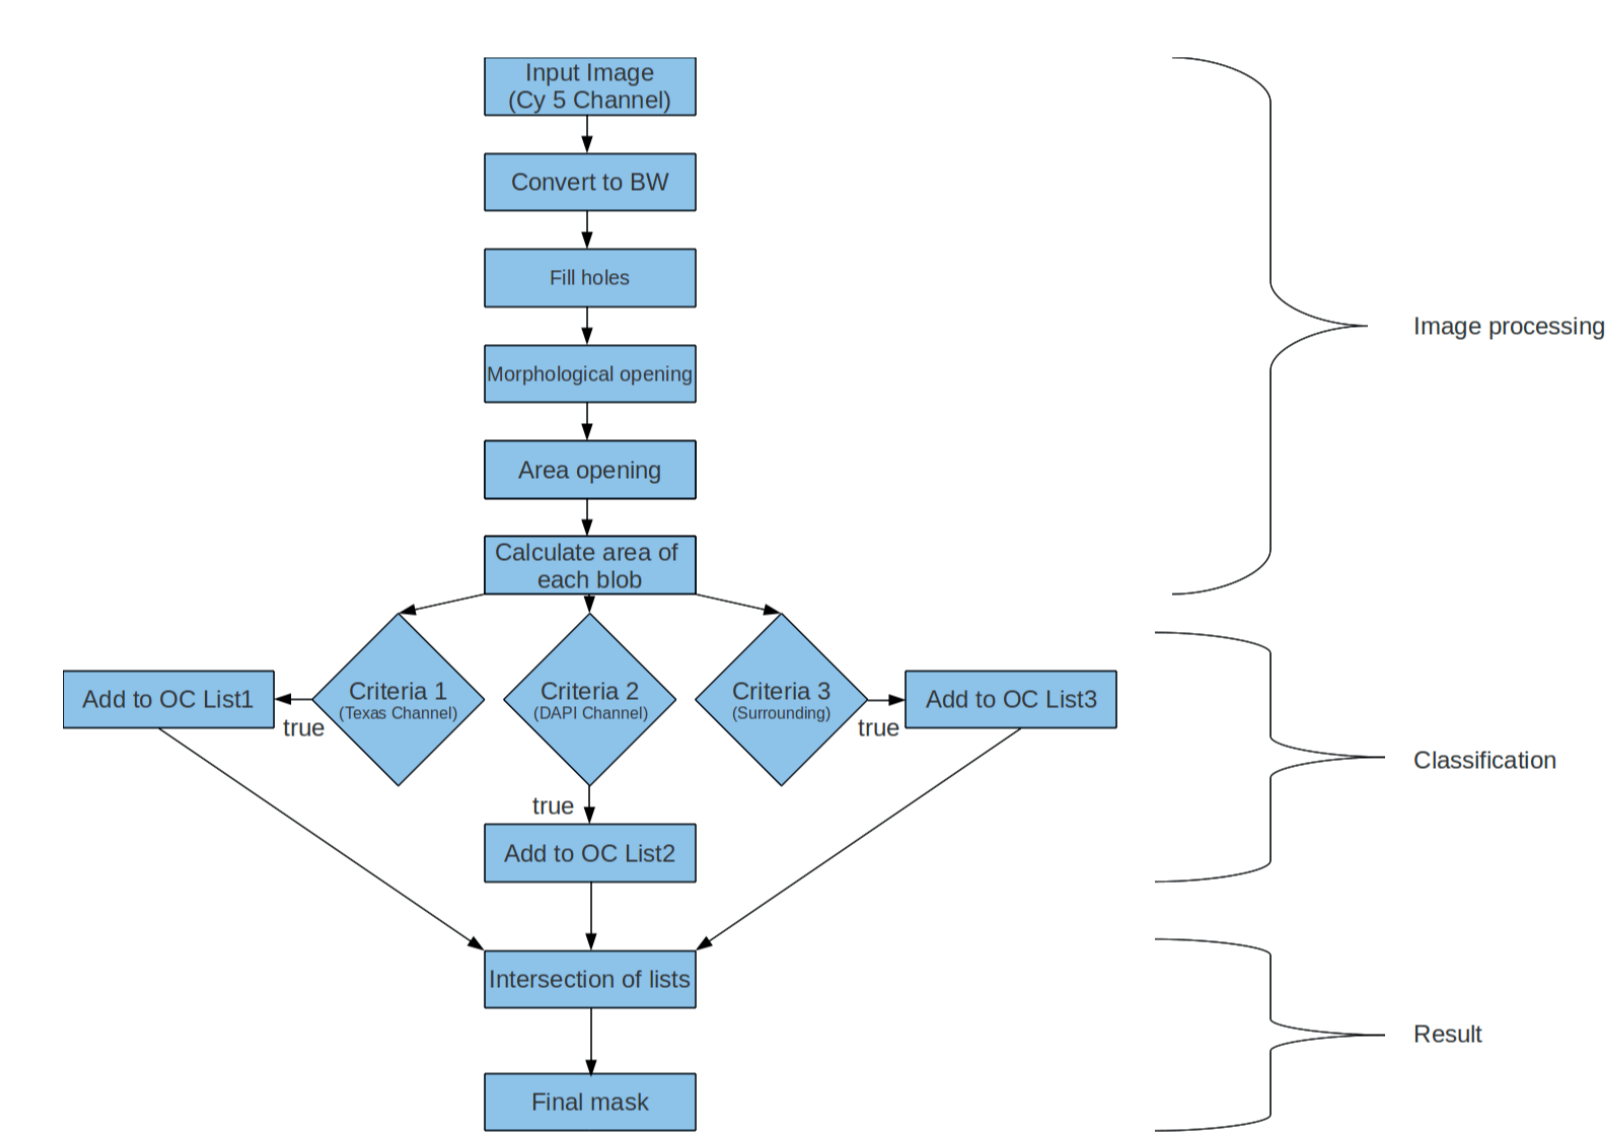 Input Image
(Cy 5 Channel)
Convert to BW
Fill holes
Morphological opening
Image processing
Area opening
Calculate area of
each blob
Criteria 1
(Texas Channel)
Criteria 2
(DAPI Channel)
Criteria 3
(Surrounding)
Add to OC List1
true
Add to OC List3
true
Classification
true
Add to OC List2
Intersection of lists
Result
Final mask